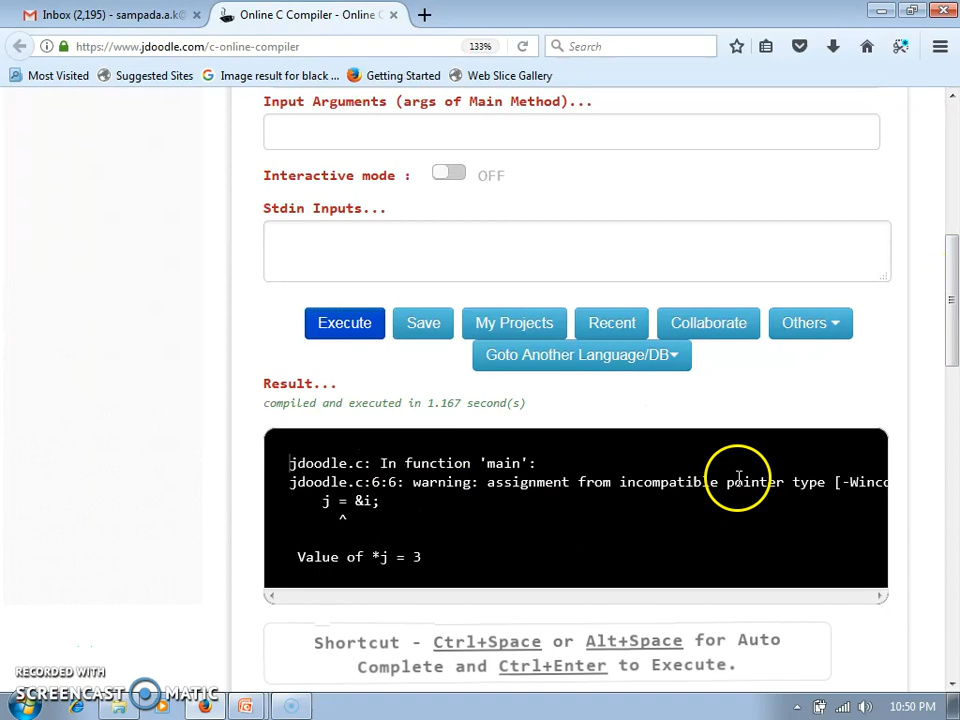 Inbox (2,195) - sampada.a.k@
Online C Compiler - Online C
https://www.jdoodle.com/c-online-compiler
133%
Search
Most Visited
Suggested Sites
Image result for black ...
Getting Started
Web Slice Gallery
Input Arguments (args of Main Method)...
Interactive mode :
OFF
Stdin Inputs...
Execute
Save
My Projects
Recent
Collaborate
Others
Goto Another Language/DB
Result...
compiled and executed in 1.167 second(s)
jdoodle.c: In function 'main':
jdoodle.c:6:6: warning: assignment from incompatible pointer type [-Winco
j = &i;
^
Value of *j = 3
Shortcut - Ctrl+Space or Alt+Space for Auto
Complete and Ctrl+Enter to Execute.
RECORDED WITH
SCREENCAST MATIC
10:50 PM